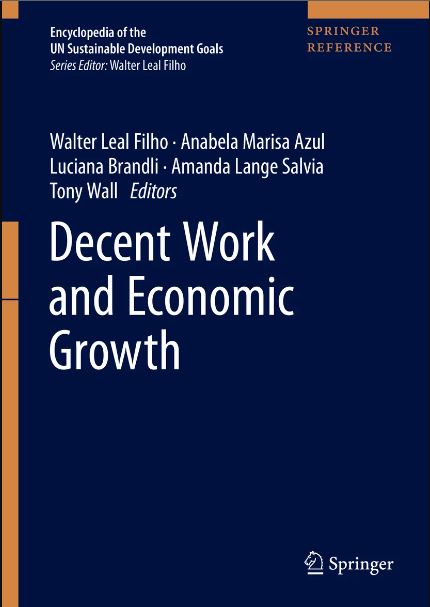 Encyclopedia of the
UN Sustainable Development Goals
Series Editor: Walter Leal Filho
SPRINGER
REFERENCE
Walter Leal Filho · Anabela Marisa Azul
Luciana Brandli · Amanda Lange Salvia
Tony Wall Editors
Decent Work
and Economic
Growth
Springer